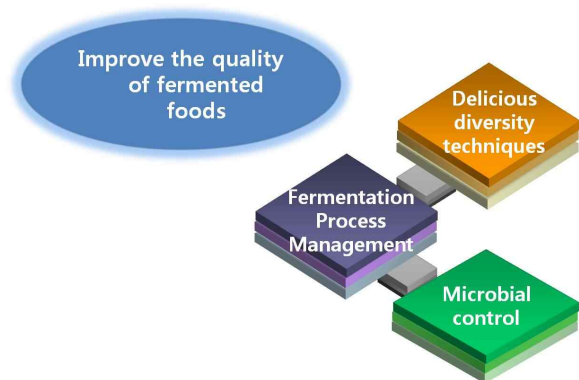 Improve the quality
of fermented
foods
Delicious
diversity
techniques
Fermentation
Process
Management
Microbial
control